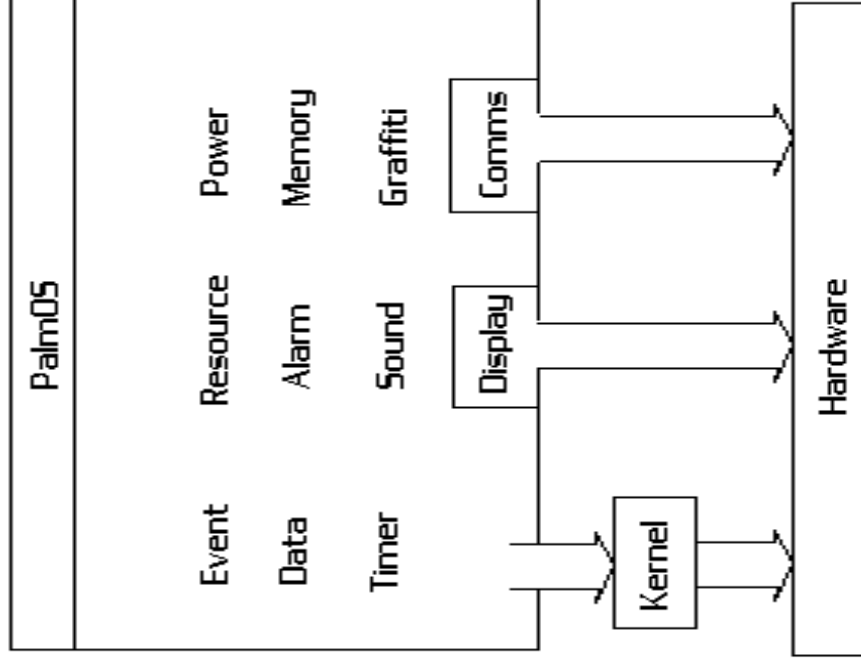 PalmOS
Event Resource Power
Data Alarm Memory
Timer Sound Graffiti
Display Comms
Kernel
Hardware